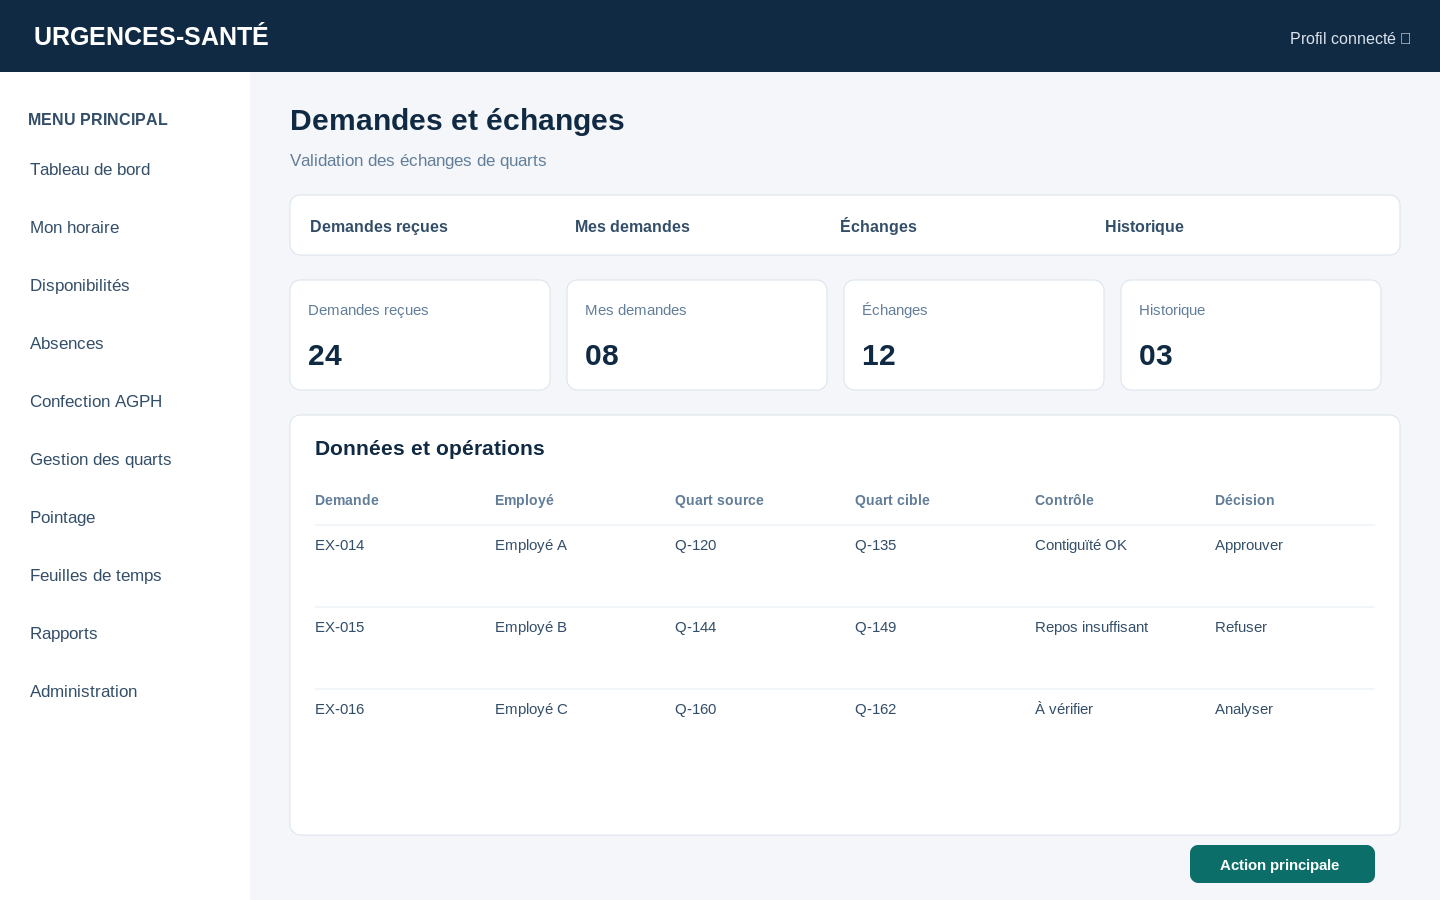 URGENCES-SANTÉ
Profil connecté
MENU PRINCIPAL
Tableau de bord
Mon horaire
Disponibilités
Absences
Confection AGPH
Gestion des quarts
Pointage
Feuilles de temps
Rapports
Administration
Demandes et échanges
Validation des échanges de quarts
Demandes reçues Mes demandes Échanges Historique
Demandes reçues Mes demandes Échanges Historique
24 08 12 03
Données et opérations
Demande Employé Quart source Quart cible Contrôle Décision
EX-014 Employé A Q-120 Q-135 Contiguïté OK Approuver
EX-015 Employé B Q-144 Q-149 Repos insuffisant Refuser
EX-016 Employé C Q-160 Q-162 À vérifier Analyser
Action principale